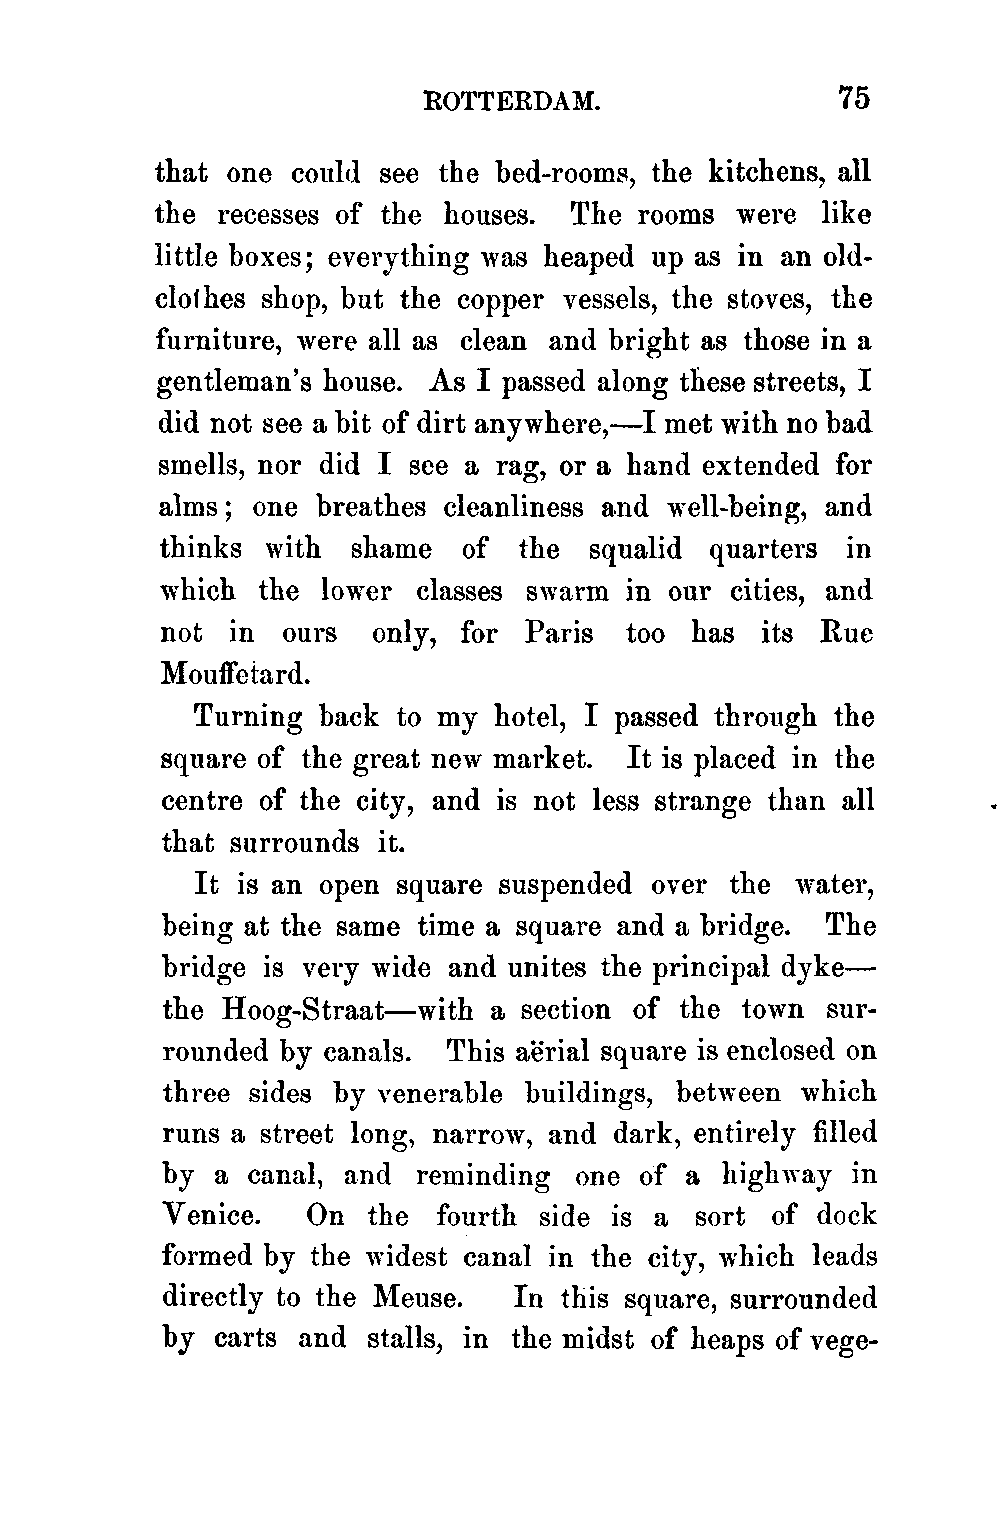 ROTTERDAM. 75
that one could see the bed-rooms, the kitchens, all
the recesses of the houses. The rooms were like
little boxes; everything was heaped up as in an old-
clothes shop, but the copper vessels, the stoves, the
furniture, were all as clean and bright as those in a
gentleman's house. As I passed along these streets, I
did not see a bit of dirt anywhere,—I met with no bad
smells, nor did I see a rag, or a hand extended for
alms; one breathes cleanliness and well-being, and
thinks with shame of the squalid quarters in
which the lower classes swarm in our cities, and
not in ours only, for Paris too has its Rue
Mouffetard.
Turning back to my hotel, I passed through the
square of the great new market. It is placed in the
centre of the city, and is not less strange than all
that surrounds it.
It is an open square suspended over the water,
being at the same time a square and a bridge. The
bridge is very wide and unites the principal dyke—
the Hoog-Straat—with a section of the town sur-
rounded by canals. This aërial square is enclosed on
three sides by venerable buildings, between which
runs a street long, narrow, and dark, entirely filled
by a canal, and reminding one of a highway in
Venice. On the fourth side is a sort of dock
formed by the widest canal in the city, which leads
directly to the Meuse. In this square, surrounded
by carts and stalls, in the midst of heaps of vege-